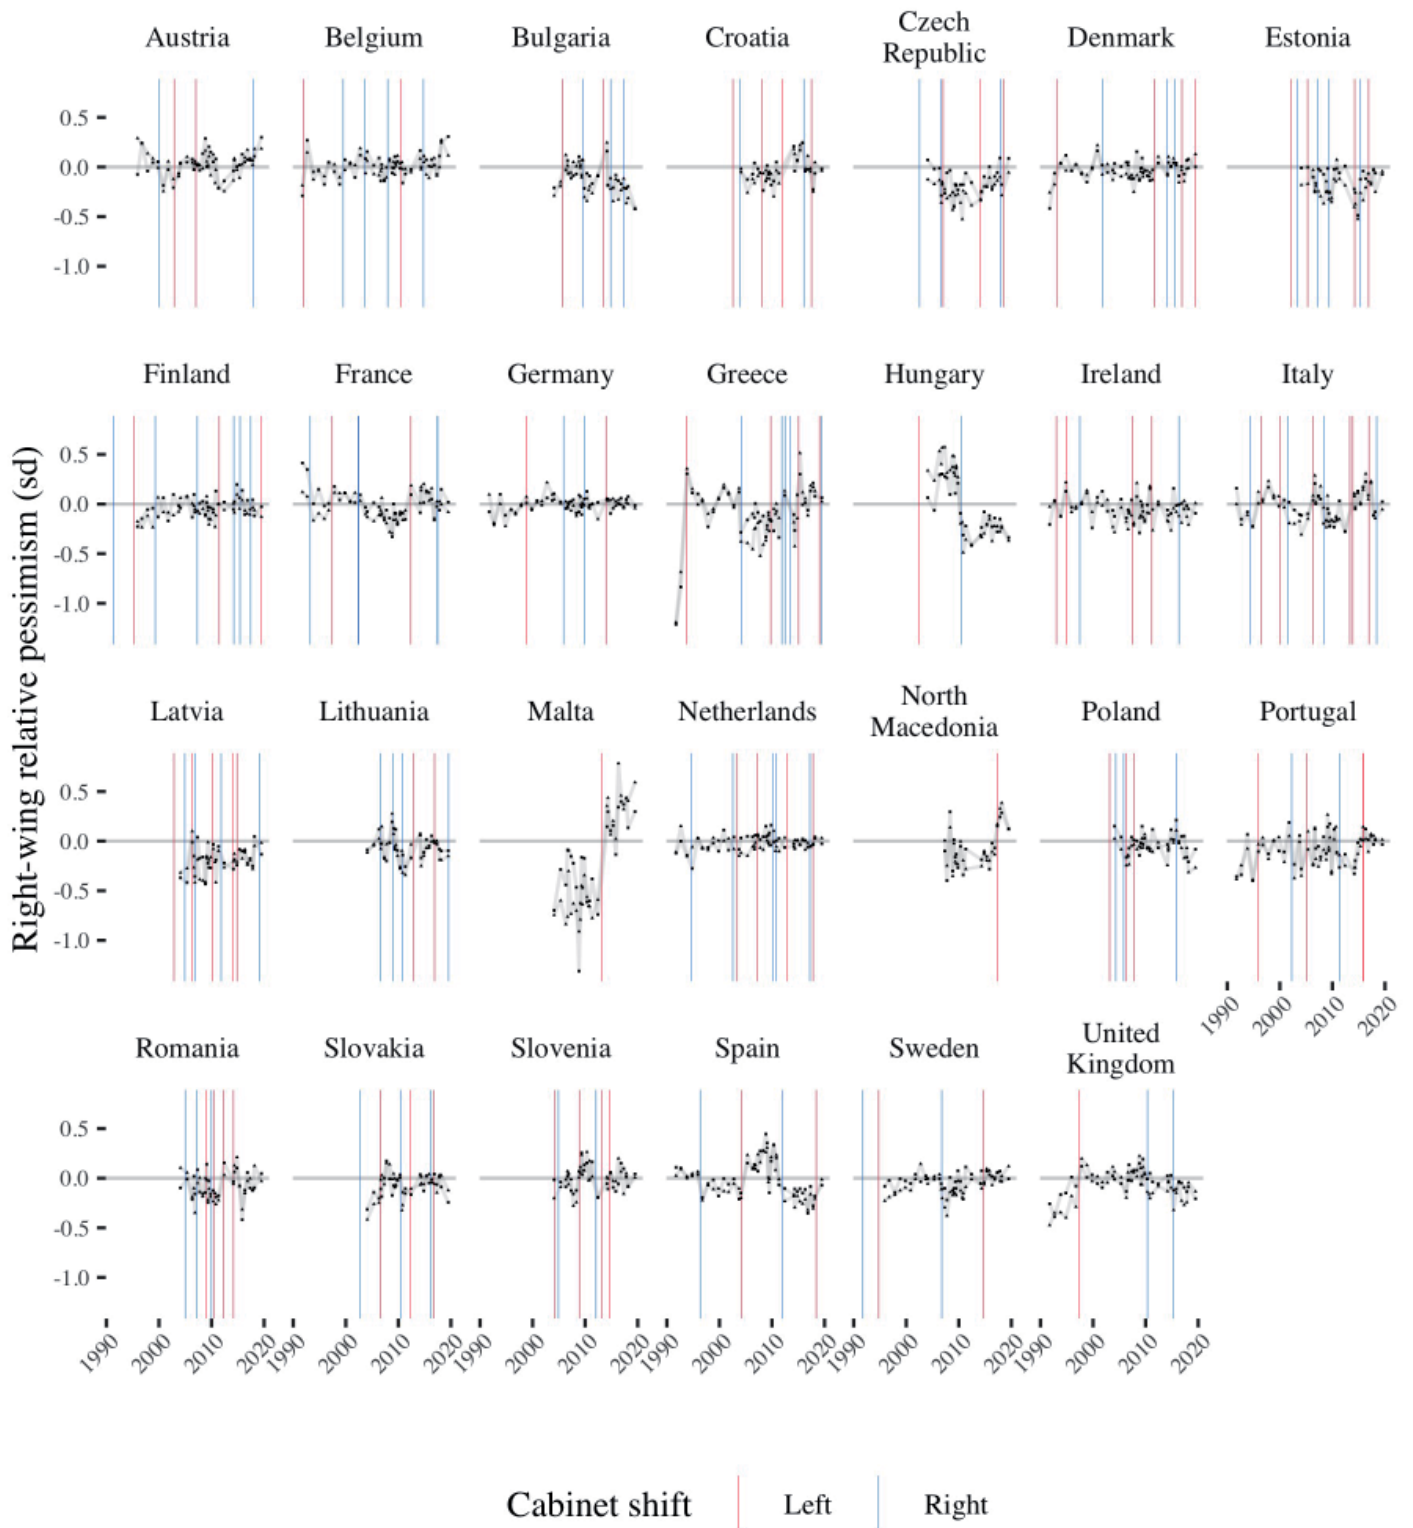 Austria
Belgium
Bulgaria
Croatia
Czech
Republic
Denmark
Estonia
0.5
0.0
-0.5
-1.0
Finland
France
Germany
Greece
Hungary
Ireland
Italy
0.5
0.0
-0.5
-1.0
Right-wing relative pessimism (sd)
Latvia
Lithuania
Malta
Netherlands
North
Macedonia
Poland
Portugal
0.5
0.0
-0.5
-1.0
1990
2000
2010
2020
Romania
Slovakia
Slovenia
Spain
Sweden
United
Kingdom
0.5
0.0
-0.5
-1.0
1990
2000
2010
2020
1990
2000
2010
2020
1990
2000
2010
2020
1990
2000
2010
2020
1990
2000
2010
2020
1990
2000
2010
2020
Cabinet shift Left Right